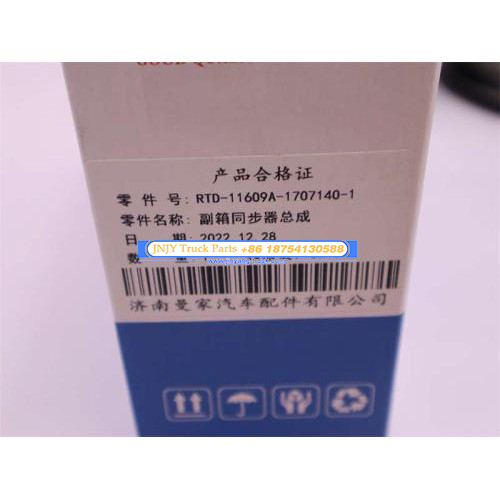 产品合格证
零 件 号: RTD-11609A-1707140-1
零件名称: 副箱同步器总成
日 期: 2022.12.28
JNJY Truck Parts +86 18754130588
数 量:
济南曼家汽车配件有限公司